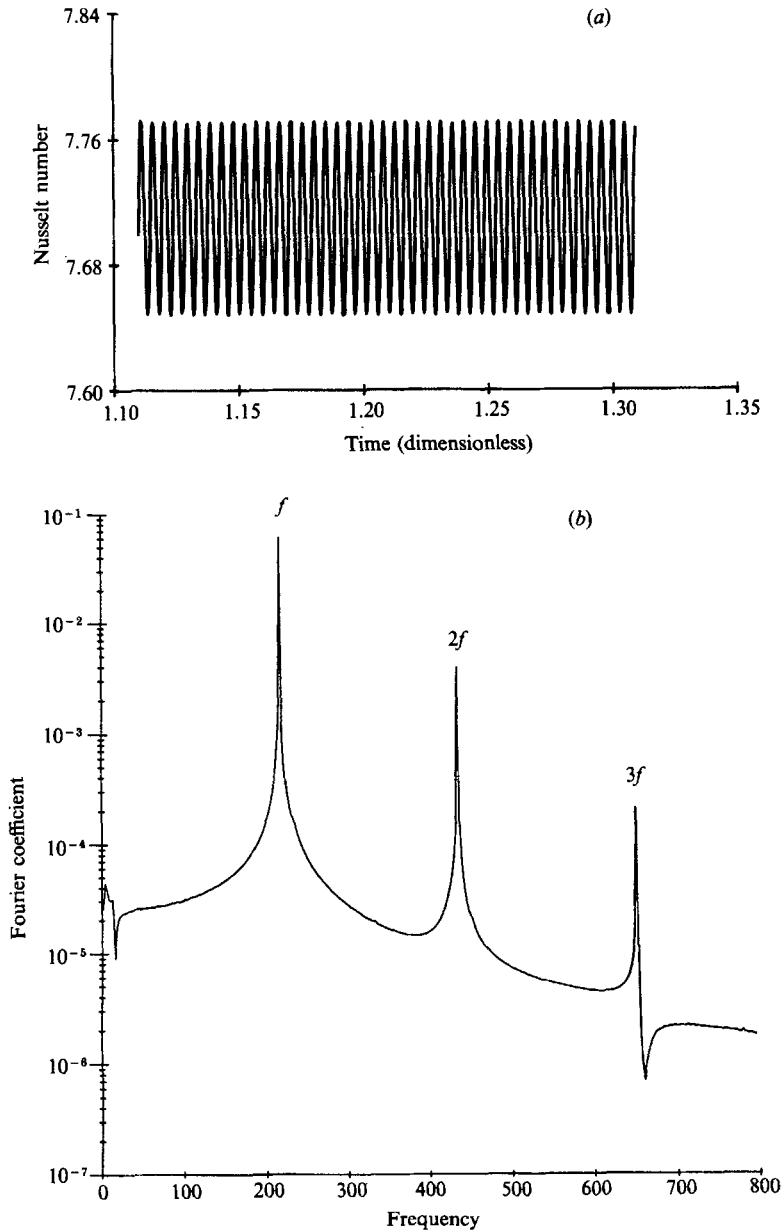 (a)
7.84
7.76
7.68
7.60
Nusselt number
1.10 1.15 1.20 1.25 1.30 1.35
Time (dimensionless)
(b)
f
2f
3f
10⁻¹
10⁻²
10⁻³
10⁻⁴
10⁻⁵
10⁻⁶
10⁻⁷
Fourier coefficient
0 100 200 300 400 500 600 700 800
Frequency